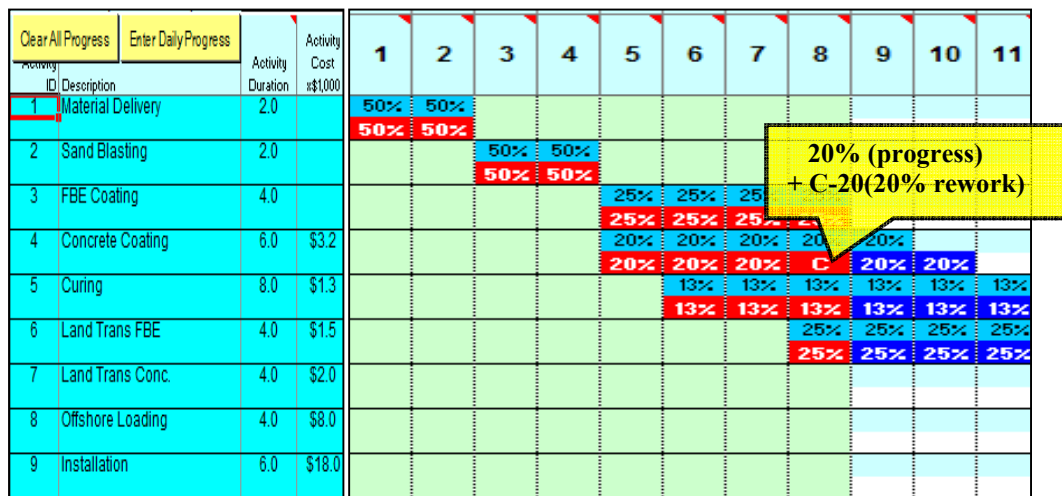 Clear All Progress Enter Daily Progress
Activity ID Description Activity Duration Activity Cost x$1,000 1 2 3 4 5 6 7 8 9 10 11
1 Material Delivery 2.0 50% 50%
50% 50%
2 Sand Blasting 2.0 50% 50%
50% 50%
3 FBE Coating 4.0 25% 25% 25
25% 25% 25%
4 Concrete Coating 6.0 $3.2 20% 20% 20% 20 20%
20% 20% 20% C 20% 20%
5 Curing 8.0 $1.3 13% 13% 13% 13% 13% 13%
13% 13% 13% 13% 13% 13%
6 Land Trans FBE 4.0 $1.5 25% 25% 25% 25%
25% 25% 25% 25%
7 Land Trans Conc. 4.0 $2.0
8 Offshore Loading 4.0 $8.0
9 Installation 6.0 $18.0
20% (progress)
+ C-20(20% rework)